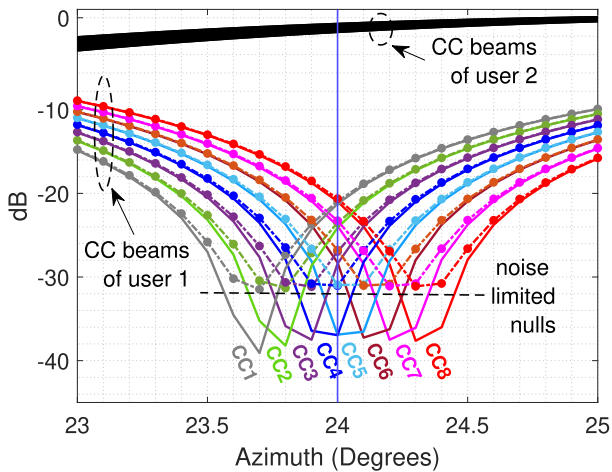 0
-10
-20
-30
-40
dB
CC beams
of user 2
CC beams
of user 1
noise
limited
nulls
CC1
CC2
CC3
CC4
CC5
CC6
CC7
CC8
23
23.5
24
24.5
25
Azimuth (Degrees)